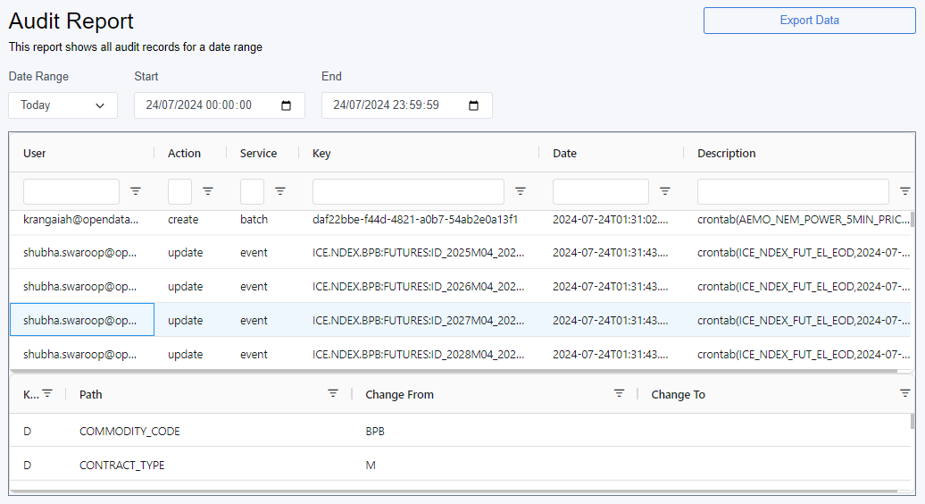 Audit Report
Export Data
This report shows all audit records for a date range
Date Range Start End
Today 24/07/2024 00:00:00 24/07/2024 23:59:59
User Action Service Key Date Description
krangaiah@opendata... create batch daf22bbe-f44d-4821-a0b7-54ab2e0a13f1 2024-07-24T01:31:02.... crontab(AEMO_NEM_POWER_5MIN_PRIC...
shubha.swaroop@op... update event ICE.NDEX.BPB:FUTURES:ID_2025M04_202... 2024-07-24T01:31:43.... crontab(ICE_NDEX_FUT_EL_EOD,2024-07-...
shubha.swaroop@op... update event ICE.NDEX.BPB:FUTURES:ID_2026M04_202... 2024-07-24T01:31:43.... crontab(ICE_NDEX_FUT_EL_EOD,2024-07-...
shubha.swaroop@op... update event ICE.NDEX.BPB:FUTURES:ID_2027M04_202... 2024-07-24T01:31:43.... crontab(ICE_NDEX_FUT_EL_EOD,2024-07-...
shubha.swaroop@op... update event ICE.NDEX.BPB:FUTURES:ID_2028M04_202... 2024-07-24T01:31:43.... crontab(ICE_NDEX_FUT_EL_EOD,2024-07-...
K... Path Change From Change To
D COMMODITY_CODE BPB
D CONTRACT_TYPE M